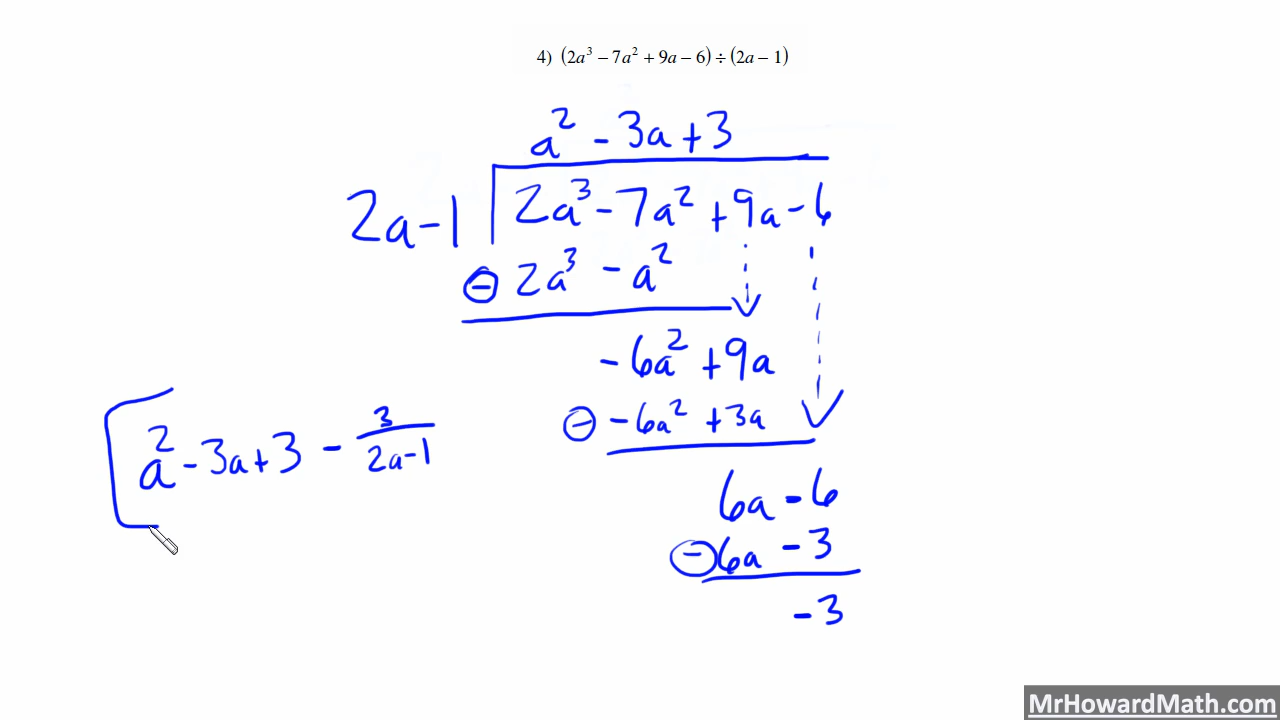 4) (2a³ − 7a² + 9a − 6) ÷ (2a − 1)
a² - 3a + 3
2a - 1 2a³ - 7a² + 9a - 6
⊖ 2a³ - a²
- 6a² + 9a
⊖ - 6a² + 3a
a² - 3a + 3 - 3/(2a - 1)
6a - 6
⊖ 6a - 3
- 3
MrHowardMath.com